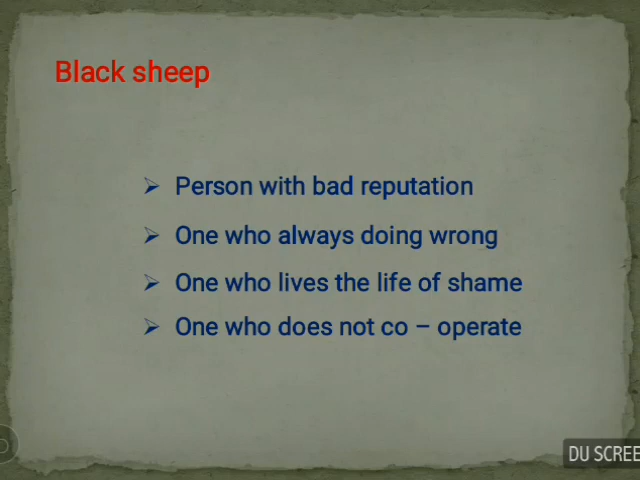 Black sheep
➢ Person with bad reputation
➢ One who always doing wrong
➢ One who lives the life of shame
➢ One who does not co – operate
DU SCREE